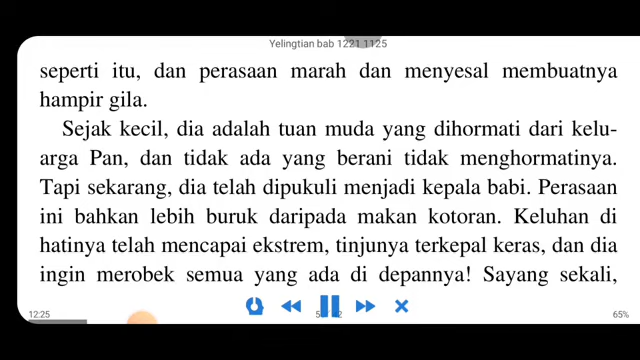 Yelingtian bab 1221 1125
seperti itu, dan perasaan marah dan menyesal membuatnya
hampir gila.
Sejak kecil, dia adalah tuan muda yang dihormati dari kelu-
arga Pan, dan tidak ada yang berani tidak menghormatinya.
Tapi sekarang, dia telah dipukuli menjadi kepala babi. Perasaan
ini bahkan lebih buruk daripada makan kotoran. Keluhan di
hatinya telah mencapai ekstrem, tinjunya terkepal keras, dan dia
ingin merobek semua yang ada di depannya! Sayang sekali,
12:25
65%